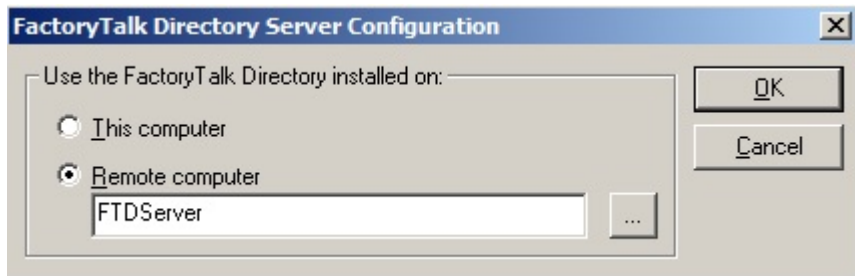 FactoryTalk Directory Server Configuration
Use the FactoryTalk Directory installed on:
This computer
Remote computer
FTDServer
...
OK
Cancel